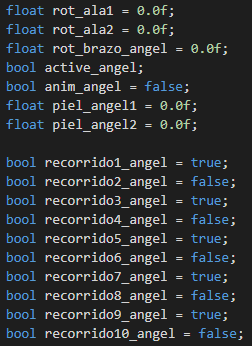 float rot_ala1 = 0.0f;
float rot_ala2 = 0.0f;
float rot_brazo_angel = 0.0f;
bool active_angel;
bool anim_angel = false;
float piel_angel1 = 0.0f;
float piel_angel2 = 0.0f;
bool recorrido1_angel = true;
bool recorrido2_angel = false;
bool recorrido3_angel = true;
bool recorrido4_angel = false;
bool recorrido5_angel = true;
bool recorrido6_angel = false;
bool recorrido7_angel = true;
bool recorrido8_angel = false;
bool recorrido9_angel = true;
bool recorrido10_angel = false;